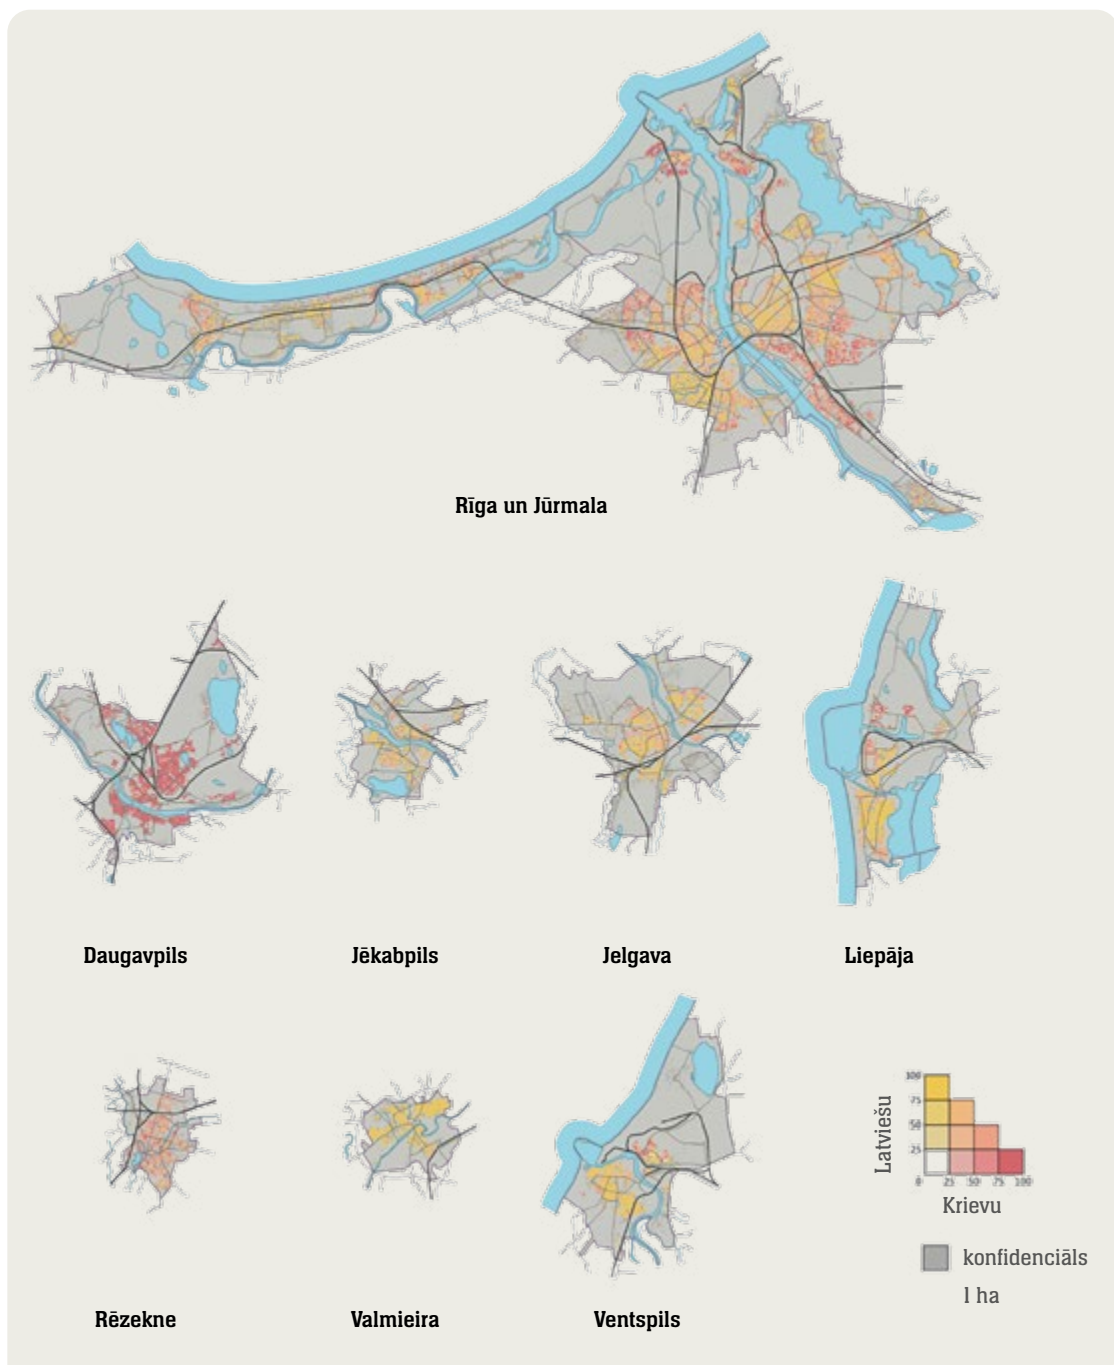 Rīga un Jūrmala
Daugavpils
Jēkabpils
Jelgava
Liepāja
Rēzekne
Valmieira
Ventspils
Latviešu
100
75
50
25
0 25 50 75 100
Krievu
konfidenciāls
1 ha